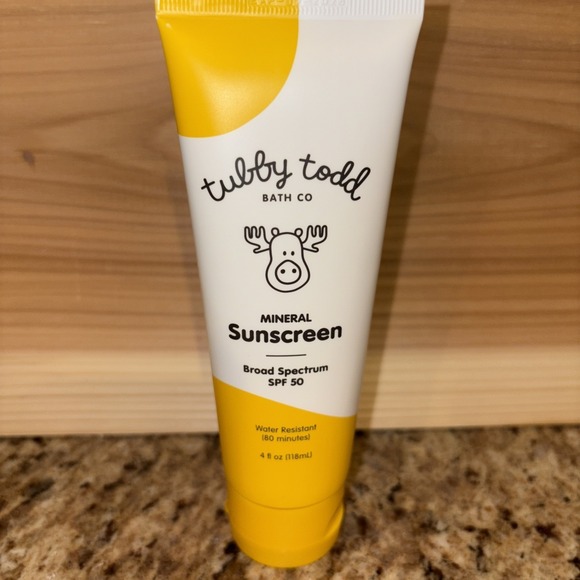 tubby todd
BATH CO
MINERAL
Sunscreen
Broad Spectrum
SPF 50
Water Resistant
(80 minutes)
4 fl oz (118mL)